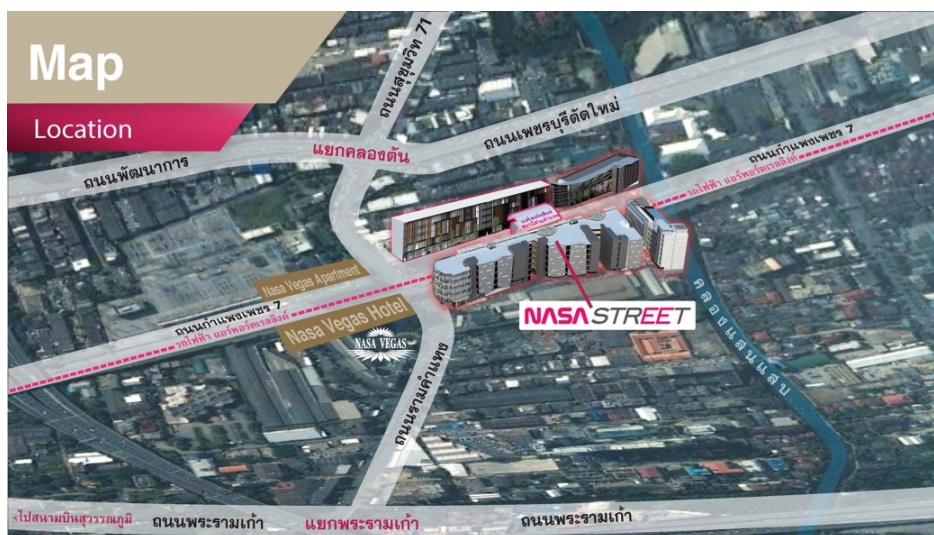 Map
Location
ถนนสุขุมวิท 71
ถนนเพชรบุรีตัดใหม่
แยกคลองตัน
ถนนพัฒนาการ
ถนนกำแพงเพชร 7
รถไฟฟ้า แอร์พอร์ตเรลลิงค์
Nasa Vegas Apartment
ถนนกำแพงเพชร 7
รถไฟฟ้า แอร์พอร์ตเรลลิงค์
Nasa Vegas Hotel
NASA VEGAS
NASA STREET
คลองแสนแสบ
ถนนรามคำแหง
<ไปสนามบินสุวรรณภูมิ
ถนนพระรามเก้า
แยกพระรามเก้า
ถนนพระรามเก้า